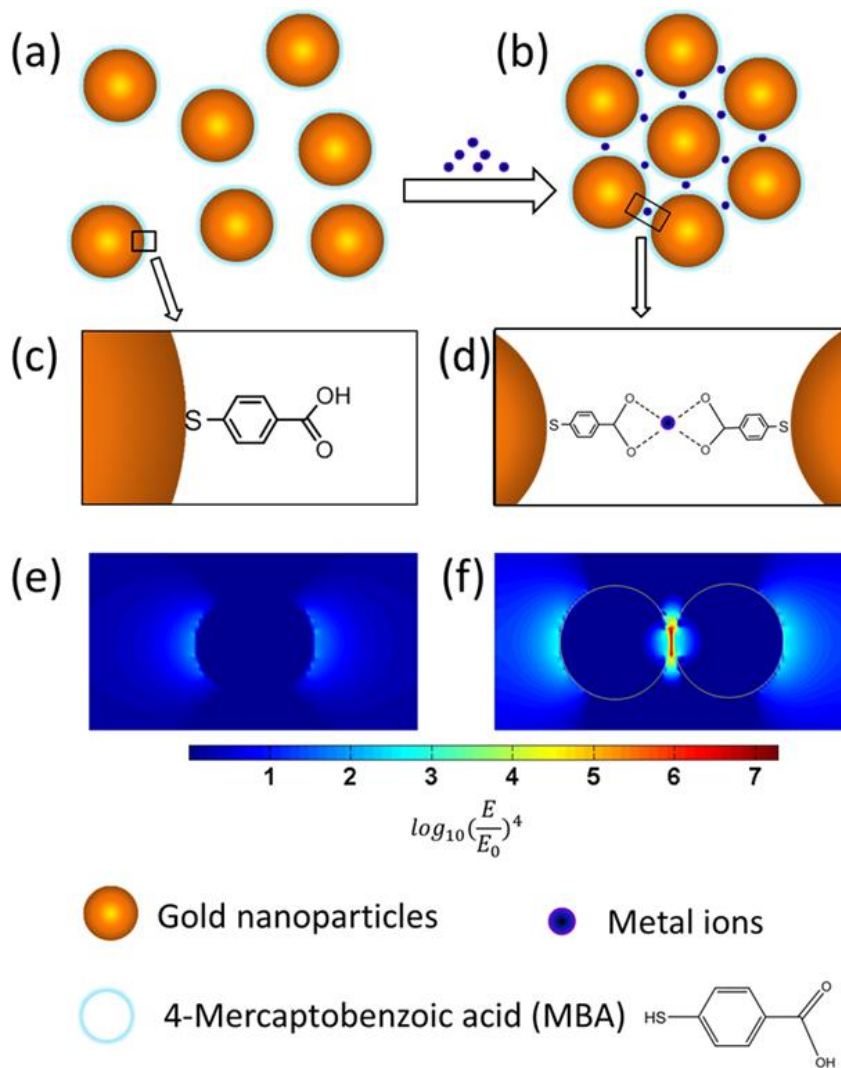 (a)
(b)
(c)
S
OH
O
(d)
S
O
O
O
O
S
(e)
(f)
1 2 3 4 5 6 7
log₁₀(E/E₀)⁴
Gold nanoparticles
Metal ions
4-Mercaptobenzoic acid (MBA)
HS
O
OH